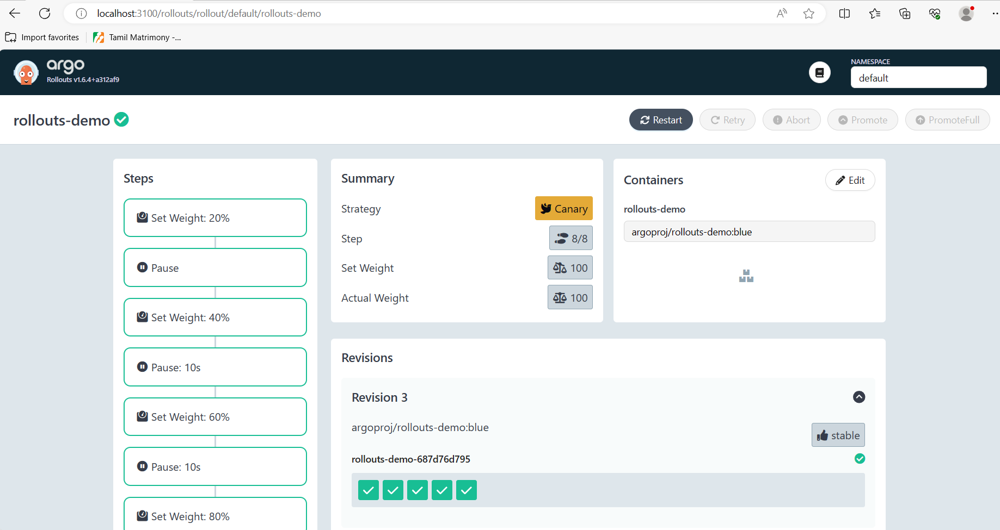 localhost:3100/rollouts/rollout/default/rollouts-demo
Import favorites
Tamil Matrimony -...
argo
Rollouts v1.6.4+a312af9
NAMESPACE
default
rollouts-demo
Restart
Retry
Abort
Promote
PromoteFull
Steps
Set Weight: 20%
Pause
Set Weight: 40%
Pause: 10s
Set Weight: 60%
Pause: 10s
Set Weight: 80%
Summary
Strategy
Canary
Step
8/8
Set Weight
100
Actual Weight
100
Containers
Edit
rollouts-demo
argoproj/rollouts-demo:blue
Revisions
Revision 3
argoproj/rollouts-demo:blue
stable
rollouts-demo-687d76d795